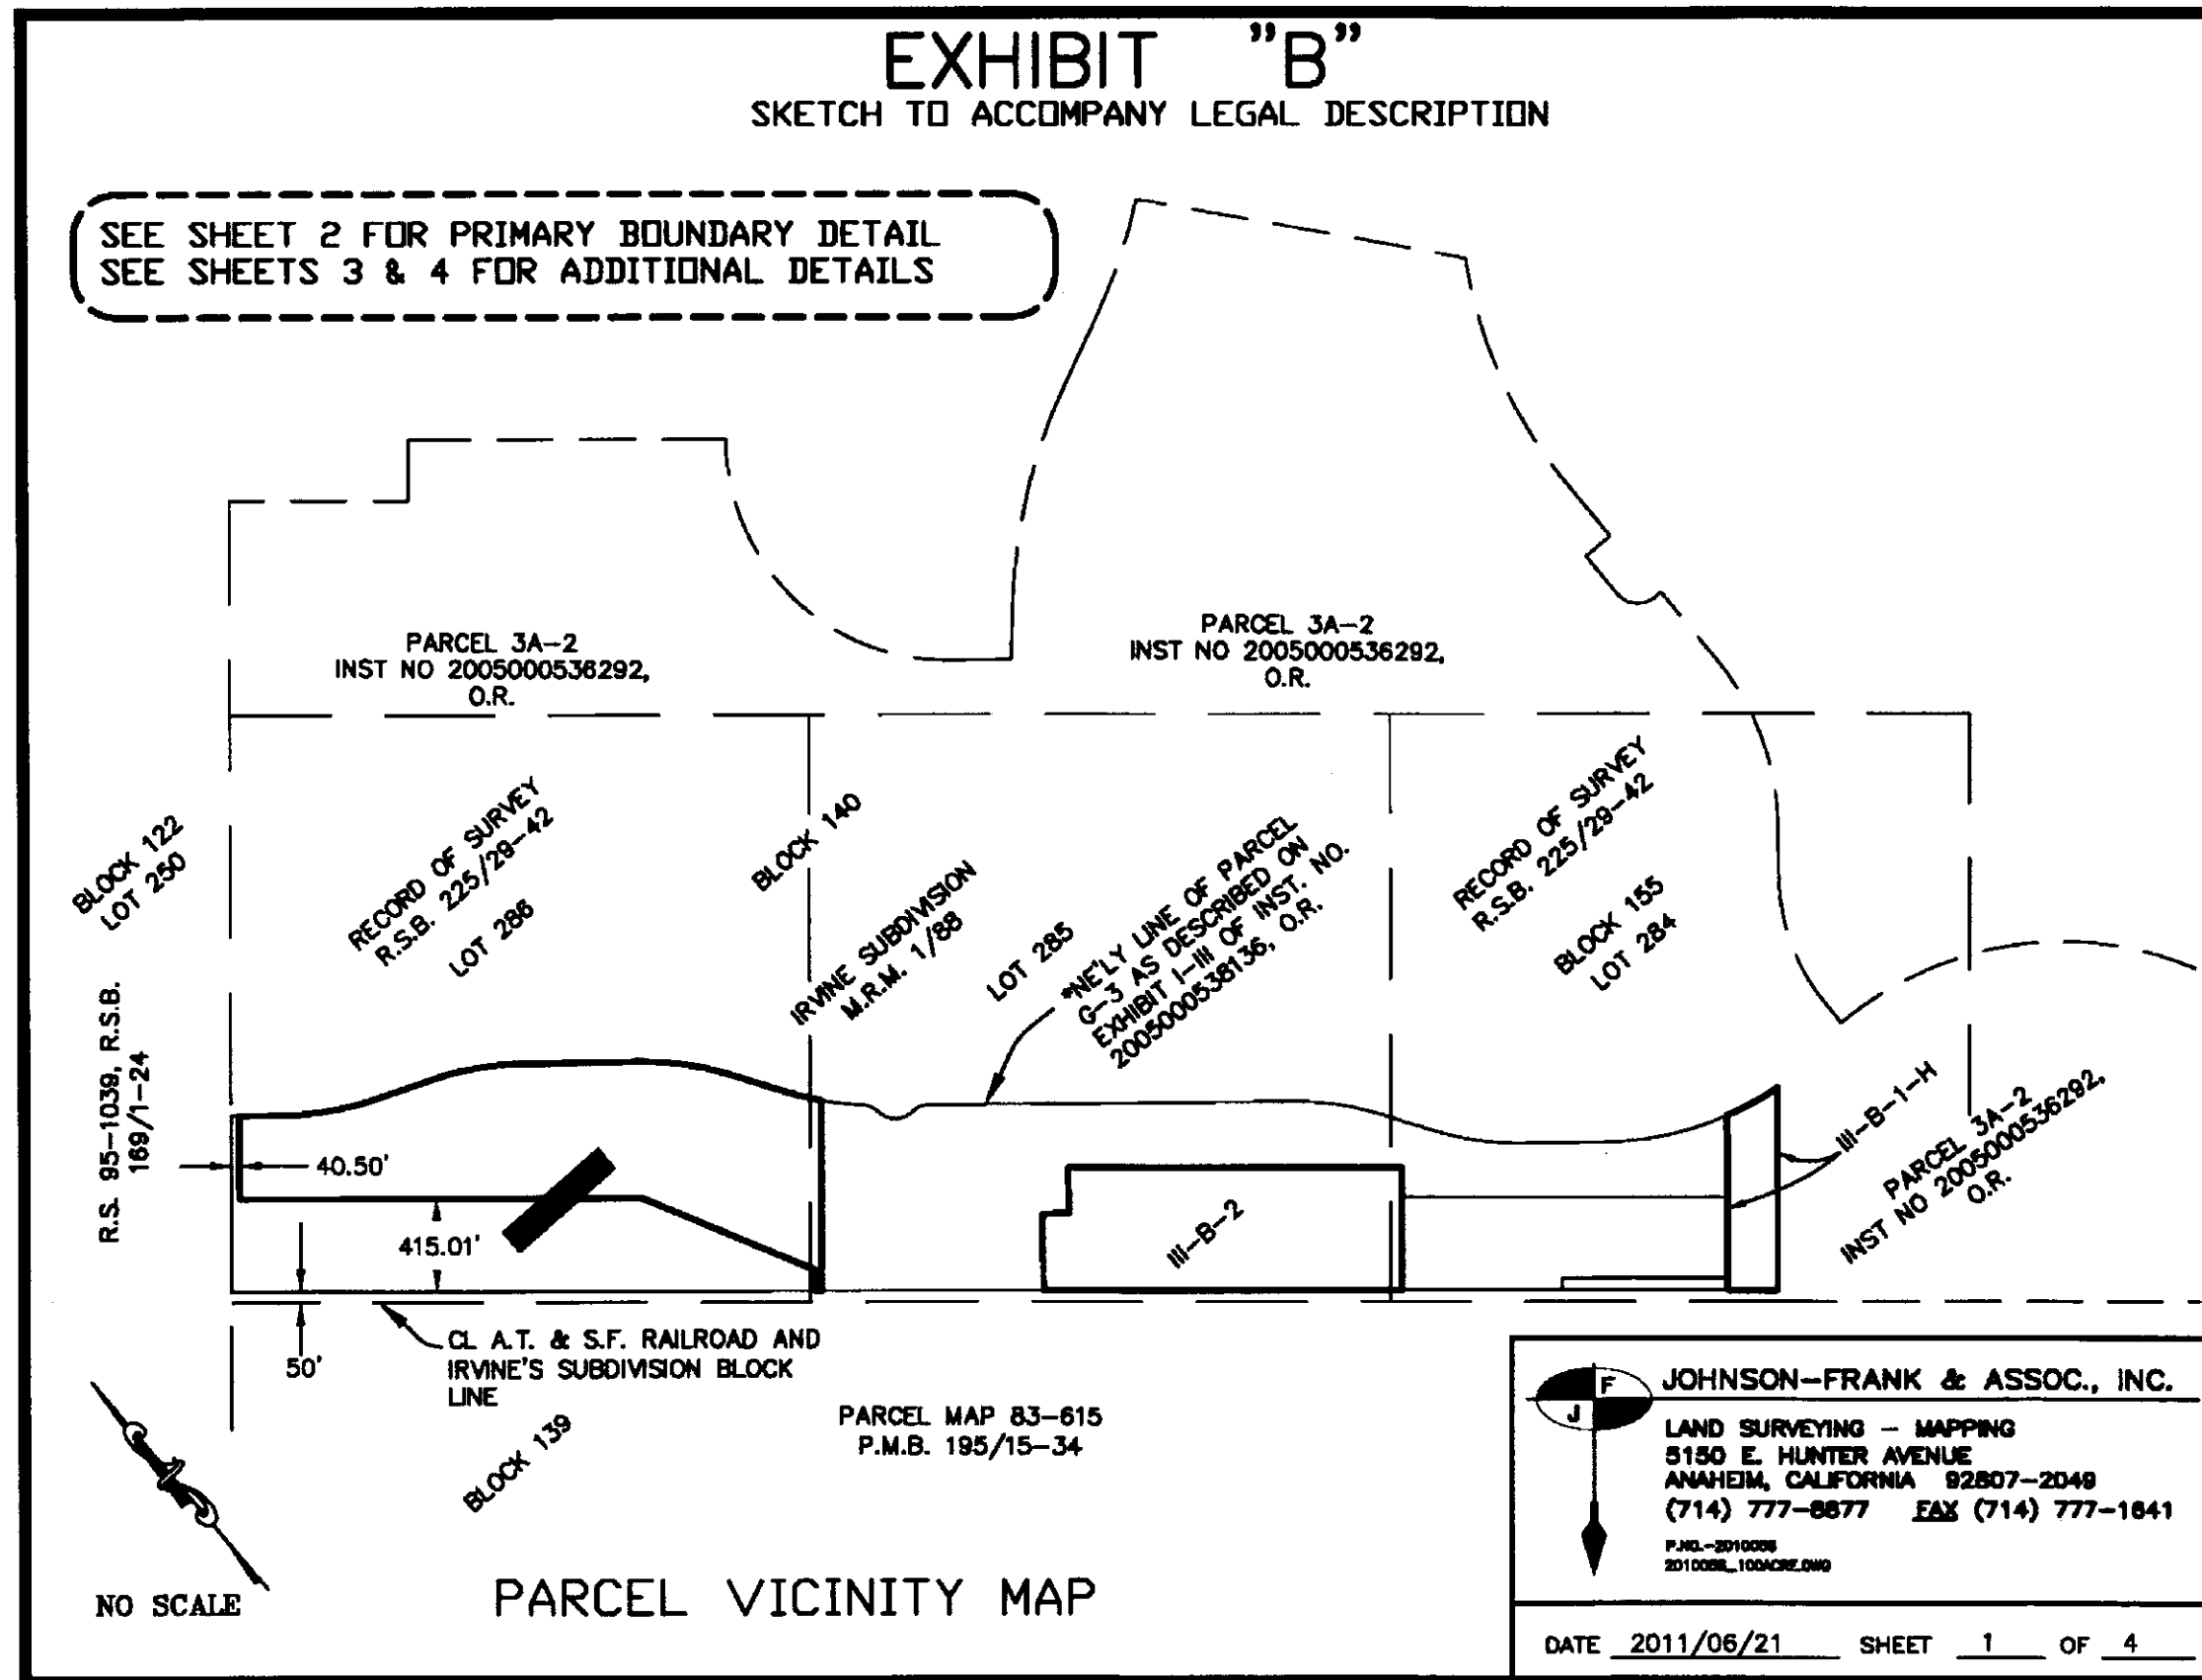 EXHIBIT "B"
SKETCH TO ACCOMPANY LEGAL DESCRIPTION
SEE SHEET 2 FOR PRIMARY BOUNDARY DETAIL
SEE SHEETS 3 & 4 FOR ADDITIONAL DETAILS
PARCEL 3A-2
INST NO 2005000536292,
O.R.
PARCEL 3A-2
INST NO 2005000536292,
O.R.
BLOCK 122
LOT 250
RECORD OF SURVEY
R.S.B. 225/29-42
LOT 286
BLOCK 140
IRVINE SUBDIVISION
M.R.M. 1/88
LOT 285
*NE'LY LINE OF PARCEL
G-3 AS DESCRIBED ON
EXHIBIT I-III OF INST. NO.
2005000538136, O.R.
RECORD OF SURVEY
R.S.B. 225/29-42
BLOCK 155
LOT 284
R.S. 95-1039, R.S.B.
169/1-24
40.50'
415.01'
50'
III-B-2
III-B-1-H
PARCEL 3A-2
INST NO 2005000536292,
O.R.
CL A.T. & S.F. RAILROAD AND
IRVINE'S SUBDIVISION BLOCK
LINE
BLOCK 139
PARCEL MAP 83-615
P.M.B. 195/15-34
NO SCALE
PARCEL VICINITY MAP
F
J
JOHNSON-FRANK & ASSOC., INC.
LAND SURVEYING - MAPPING
5150 E. HUNTER AVENUE
ANAHEIM, CALIFORNIA 92807-2049
(714) 777-8877 FAX (714) 777-1641
DATE 2011/06/21 SHEET 1 OF 4